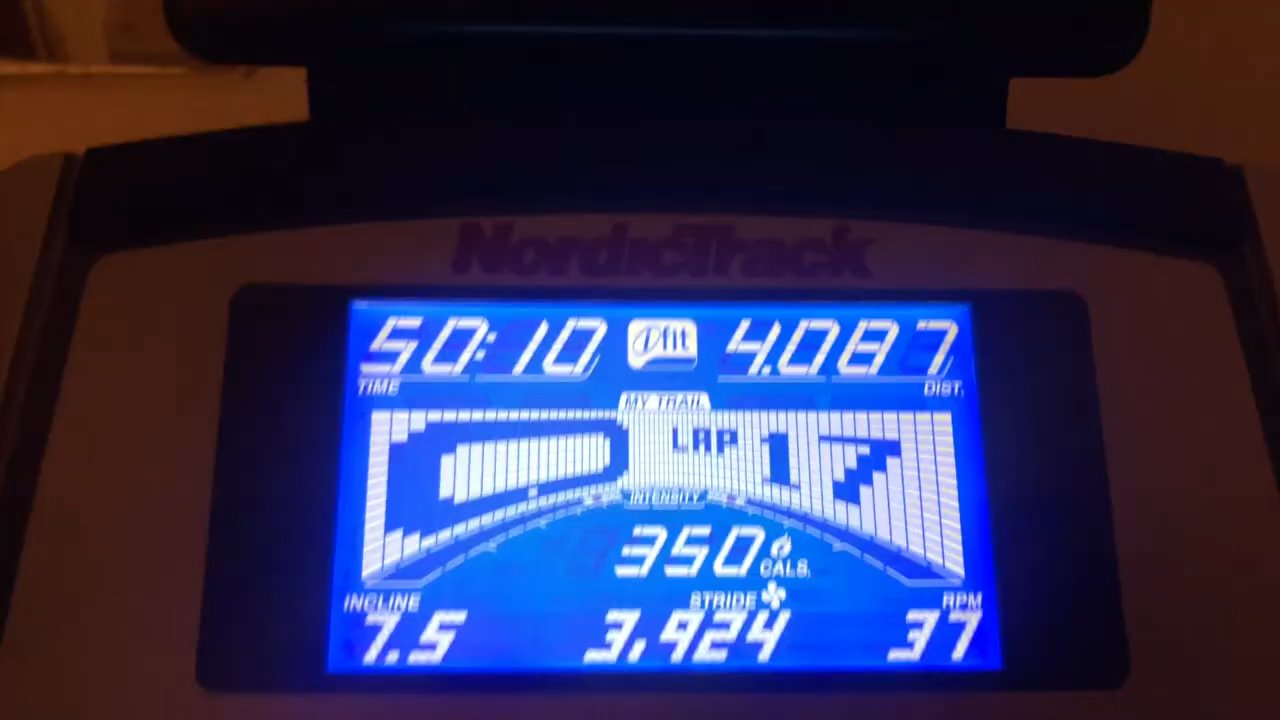 NordicTrack
50:10 iFit 4.087
TIME DIST.
MY TRAIL
LAP 17
INTENSITY
350 CALS.
INCLINE STRIDE RPM
7.5 3,924 37